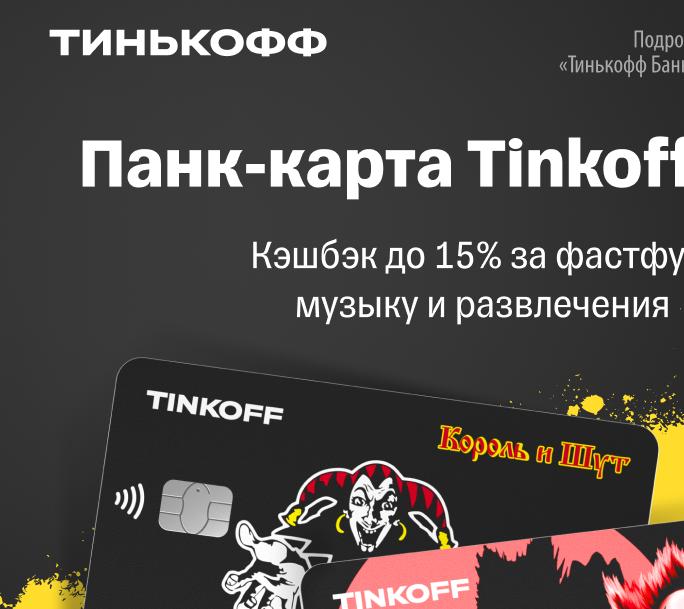 ТИНЬКОФФ
Подро
«Тинькофф Бан
Панк-карта Tinkoff
Кэшбэк до 15% за фастфу
музыку и развлечения
TINKOFF
Король и Шут
TINKOFF